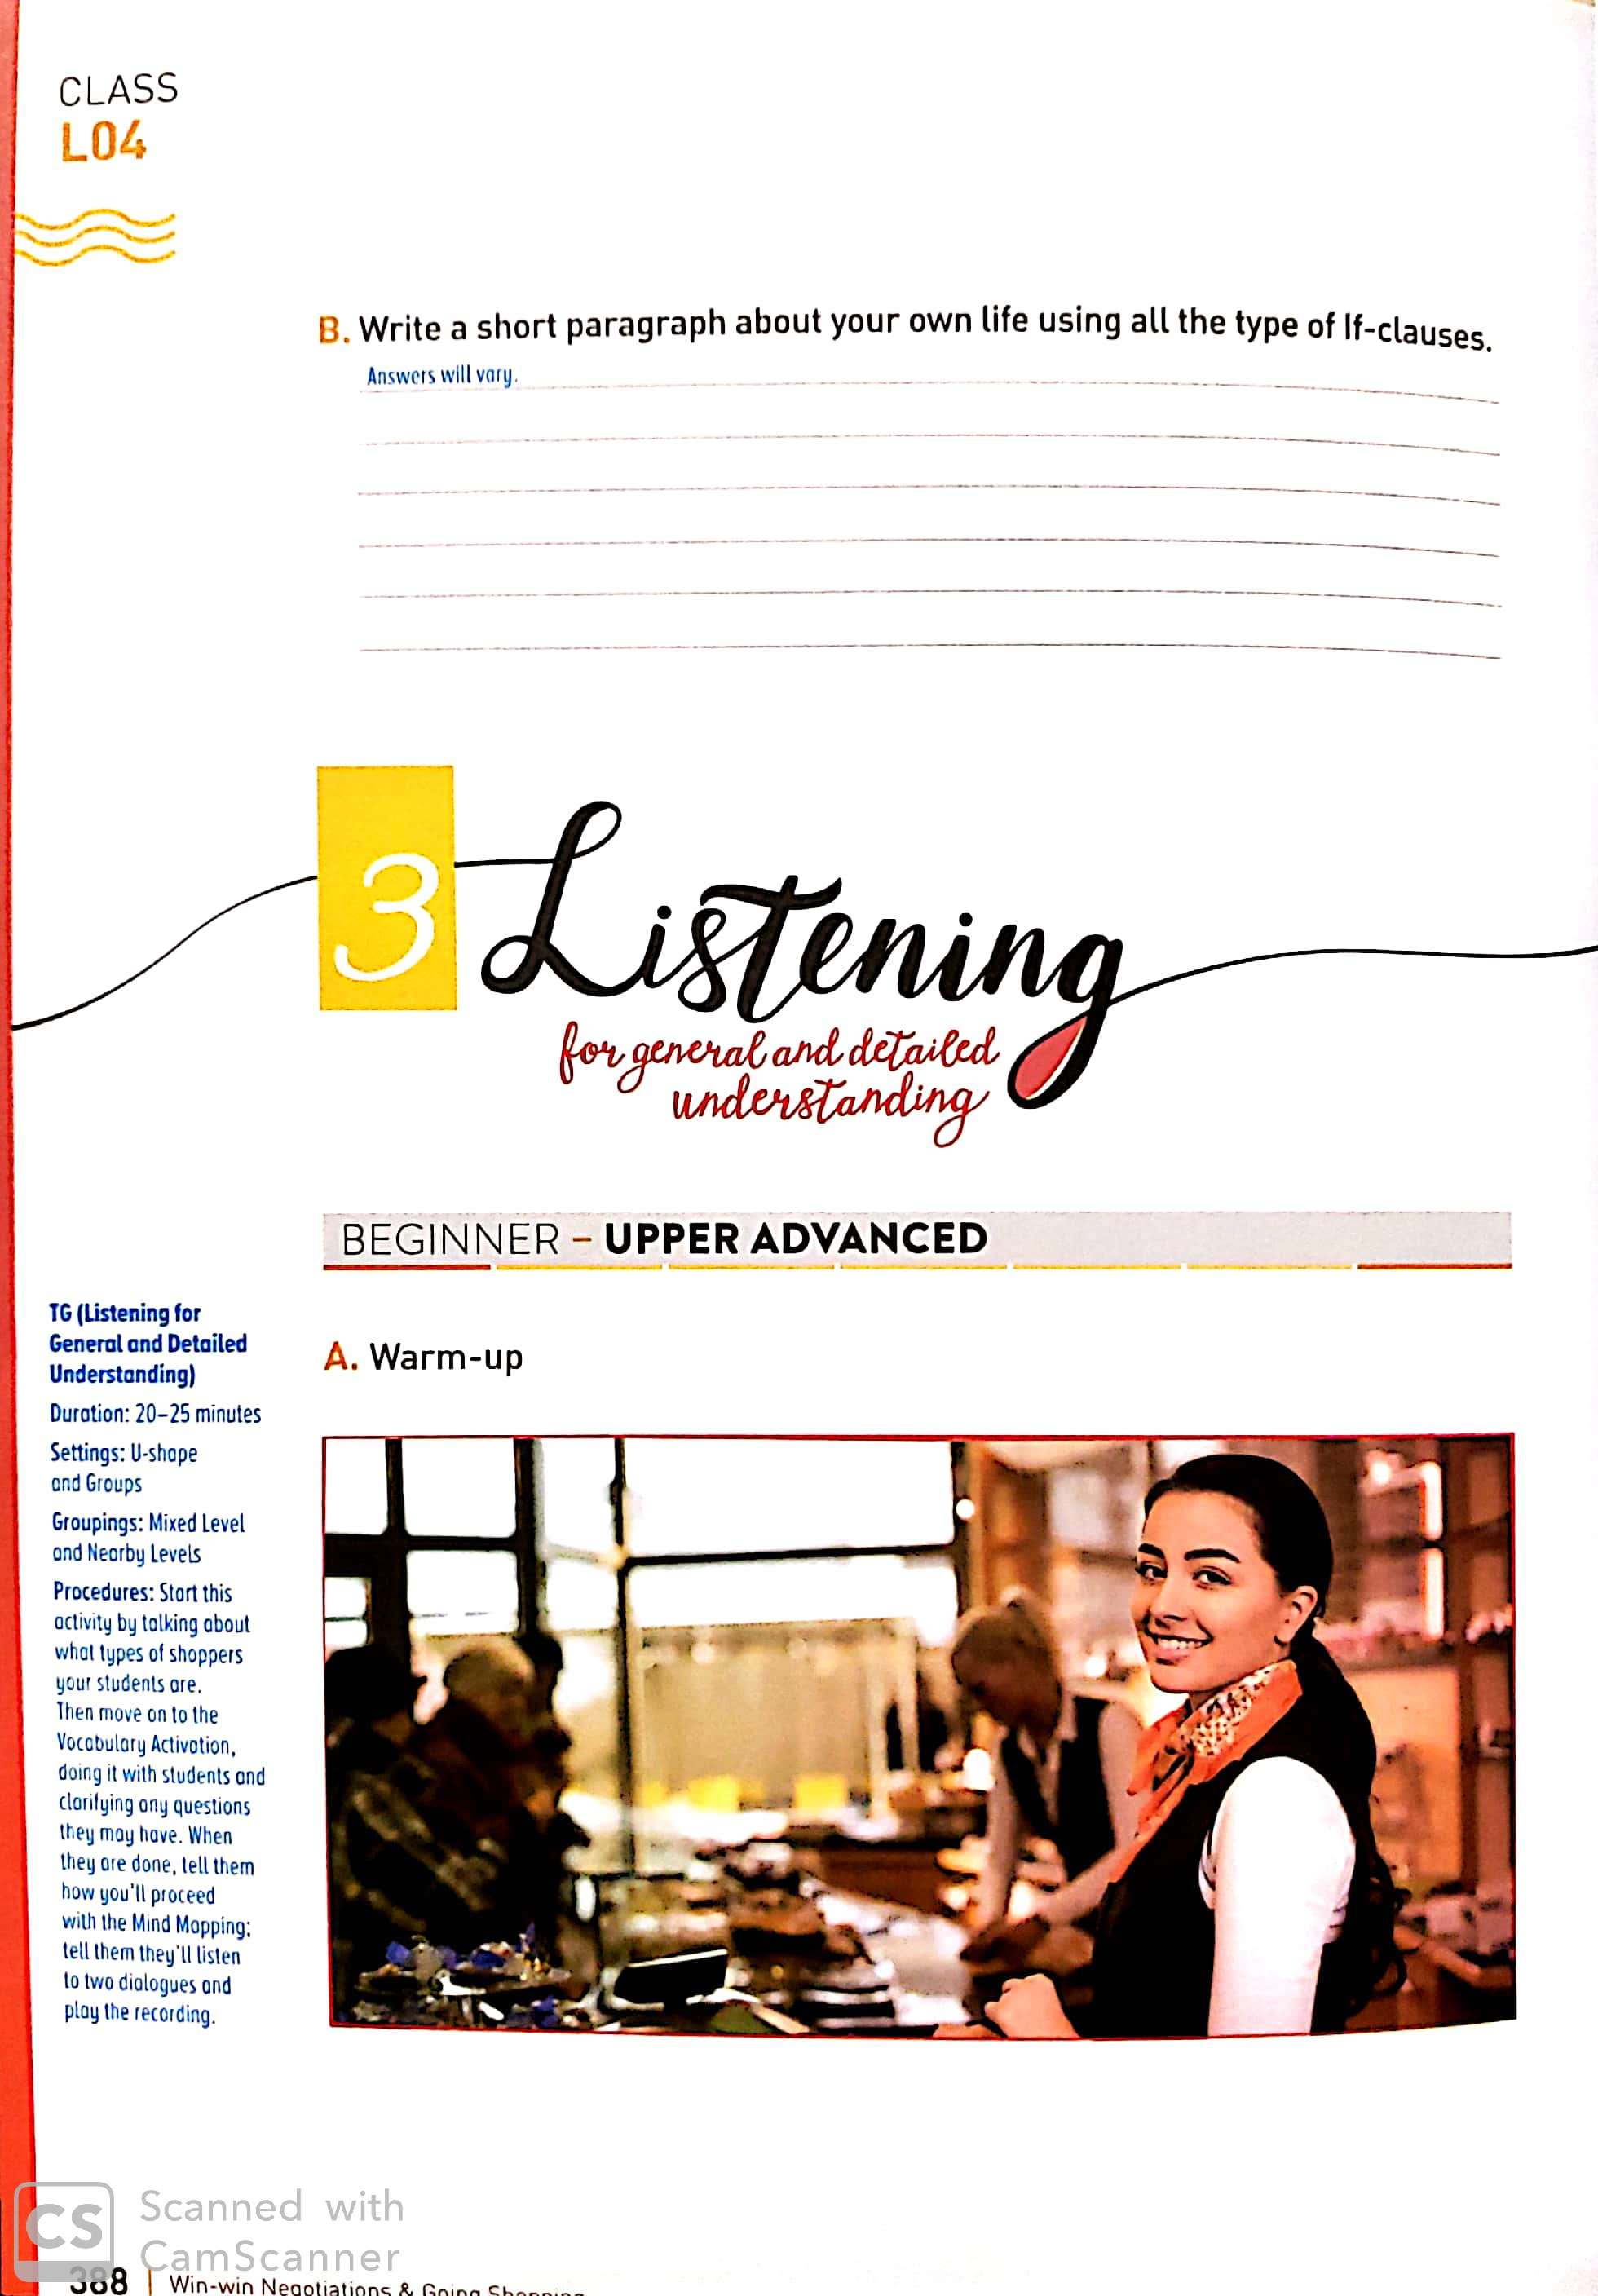 CLASS
L04
B. Write a short paragraph about your own life using all the type of If-clauses.
Answers will vary.
3 Listening
for general and detailed
understanding
BEGINNER – UPPER ADVANCED
TG (Listening for
General and Detailed
Understanding)
Duration: 20–25 minutes
Settings: U-shape
and Groups
Groupings: Mixed Level
and Nearby Levels
Procedures: Start this
activity by talking about
what types of shoppers
your students are.
Then move on to the
Vocabulary Activation,
doing it with students and
clarifying any questions
they may have. When
they are done, tell them
how you'll proceed
with the Mind Mapping;
tell them they'll listen
to two dialogues and
play the recording.
A. Warm-up
CS Scanned with
CamScanner
388 | Win-win Negotiations & Going Shopping